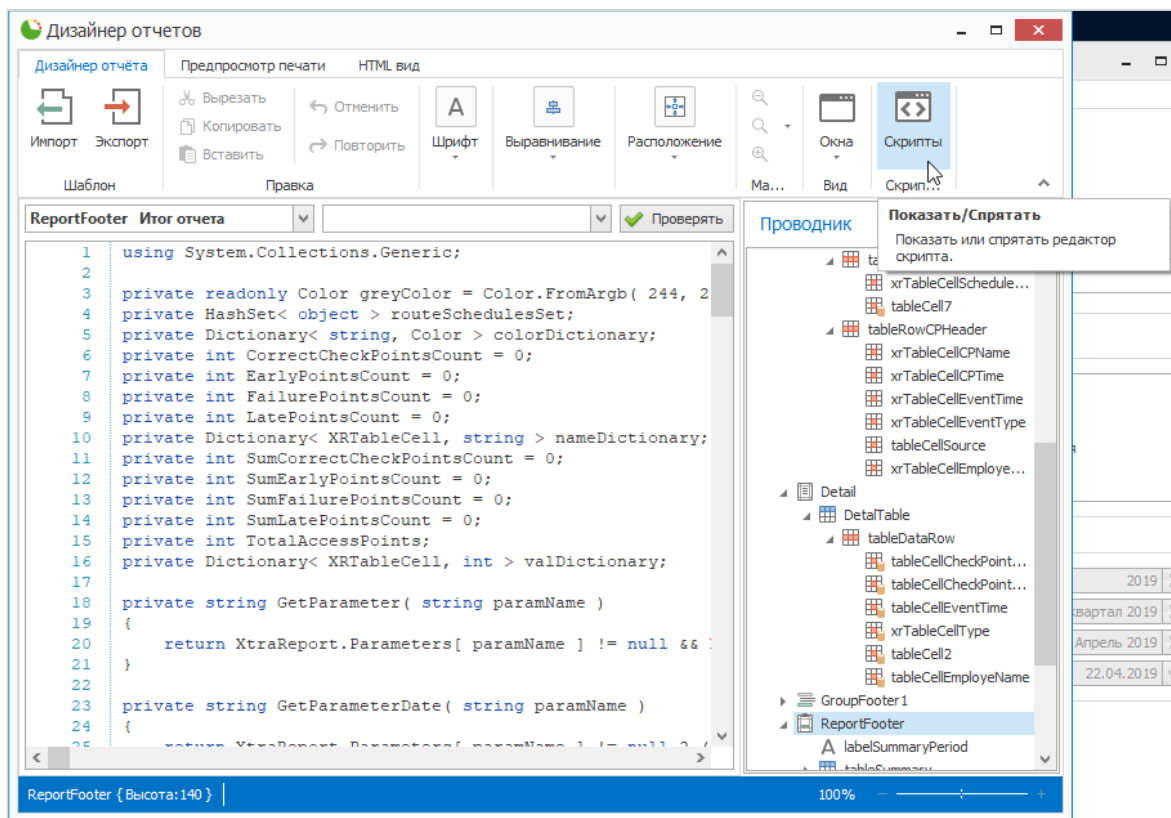 Дизайнер отчетов
Дизайнер отчёта Предпросмотр печати HTML вид
Импорт Экспорт
Вырезать
Копировать
Вставить
Отменить
Повторить
Шрифт Выравнивание Расположение Окна Скрипты
Шаблон Правка Ма... Вид Скрип...
ReportFooter Итог отчета Проверять
Показать/Спрятать
Показать или спрятать редактор
скрипта.
1 using System.Collections.Generic;
2
3 private readonly Color greyColor = Color.FromArgb( 244, 2
4 private HashSet< object > routeSchedulesSet;
5 private Dictionary< string, Color > colorDictionary;
6 private int CorrectCheckPointsCount = 0;
7 private int EarlyPointsCount = 0;
8 private int FailurePointsCount = 0;
9 private int LatePointsCount = 0;
10 private Dictionary< XRTableCell, string > nameDictionary;
11 private int SumCorrectCheckPointsCount = 0;
12 private int SumEarlyPointsCount = 0;
13 private int SumFailurePointsCount = 0;
14 private int SumLatePointsCount = 0;
15 private int TotalAccessPoints;
16 private Dictionary< XRTableCell, int > valDictionary;
17
18 private string GetParameter( string paramName )
19 {
20 return XtraReport.Parameters[ paramName ] != null &&
21 }
22
23 private string GetParameterDate( string paramName )
24 {
25 return XtraReport.Parameters[ paramName ] != null ? (
Проводник
xrTableCellSchedule...
tableCell7
tableRowCPHeader
xrTableCellCPName
xrTableCellCPTime
xrTableCellEventTime
xrTableCellEventType
tableCellSource
xrTableCellEmploye...
Detail
DetalTable
tableDataRow
tableCellCheckPoint...
tableCellCheckPoint...
tableCellEventTime
xrTableCellType
tableCell2
tableCellEmployeName
GroupFooter1
ReportFooter
labelSummaryPeriod
tableSummary
2019
квартал 2019
Апрель 2019
22.04.2019
ReportFooter { Высота:140 } 100%